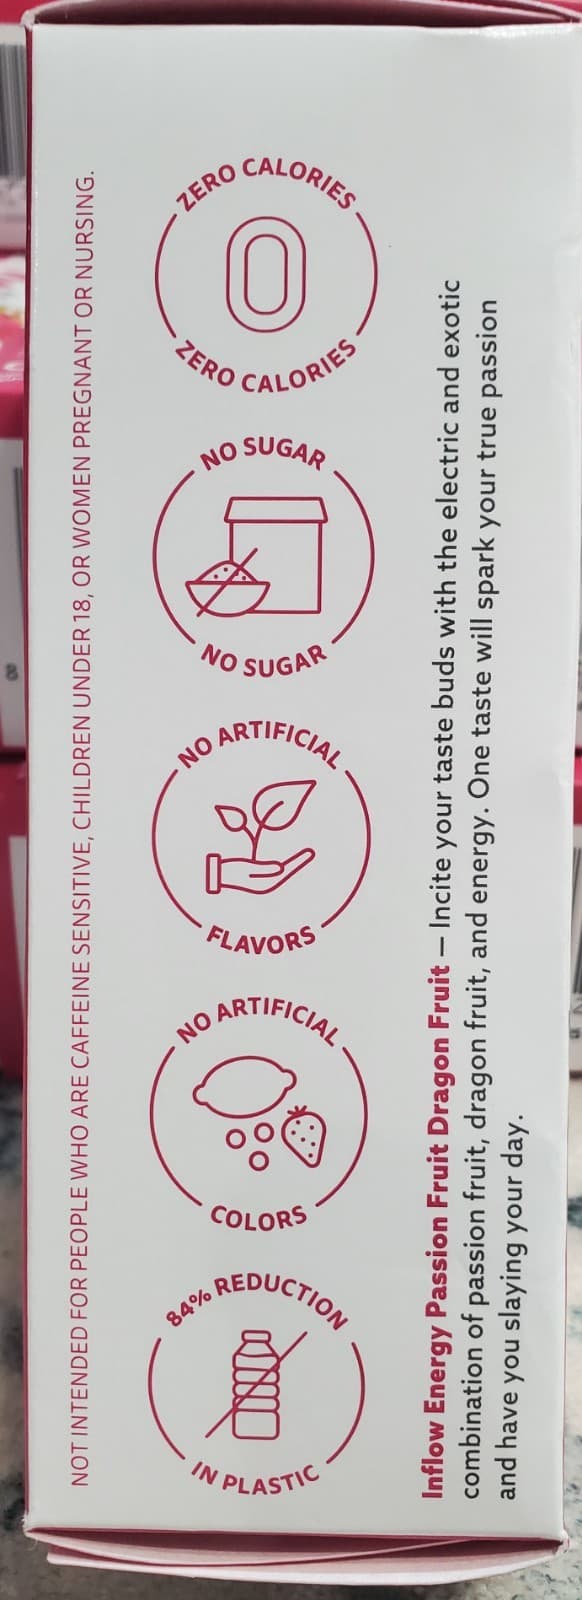 NOT INTENDED FOR PEOPLE WHO ARE CAFFEINE SENSITIVE, CHILDREN UNDER 18, OR WOMEN PREGNANT OR NURSING.
ZERO CALORIES
ZERO CALORIES
NO SUGAR
NO SUGAR
NO ARTIFICIAL
FLAVORS
NO ARTIFICIAL
COLORS
84% REDUCTION
IN PLASTIC
Inflow Energy Passion Fruit Dragon Fruit – Incite your taste buds with the electric and exotic
combination of passion fruit, dragon fruit, and energy. One taste will spark your true passion
and have you slaying your day.